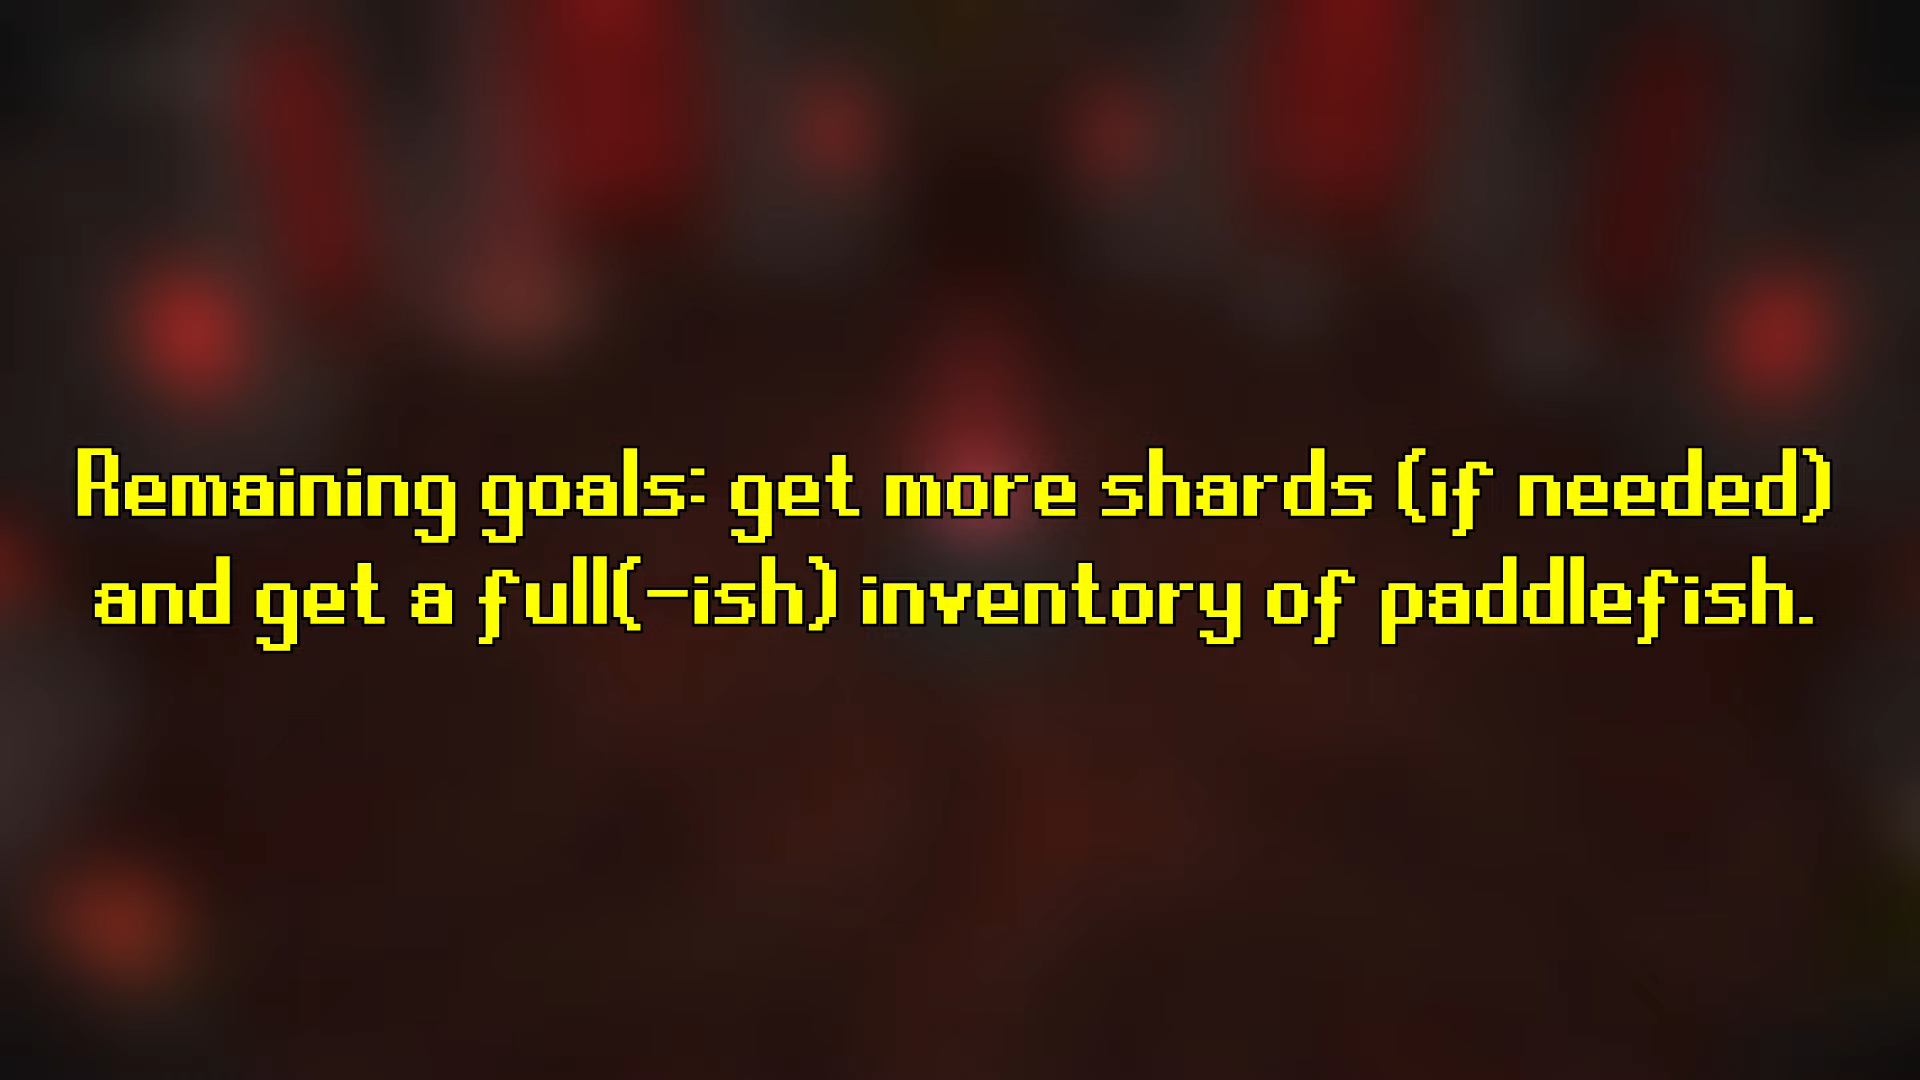 Remaining goals: get more shards (if needed)
and get a full(-ish) inventory of paddlefish.